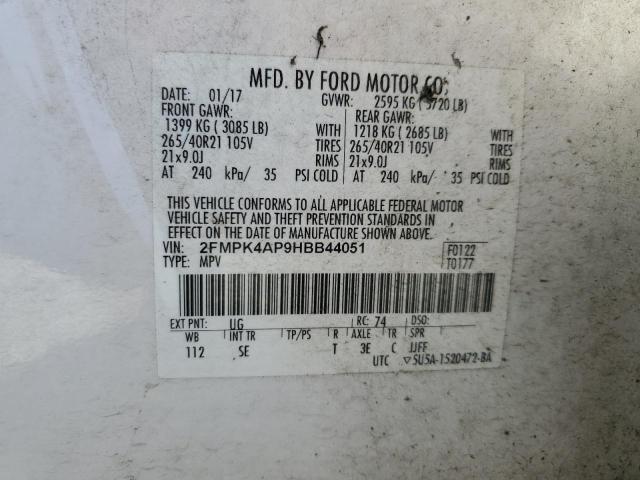 MFD. BY FORD MOTOR CO.
DATE: 01/17 GVWR: 2595 KG ( 5720 LB)
FRONT GAWR: REAR GAWR:
1399 KG ( 3085 LB) WITH 1218 KG ( 2685 LB) WITH
265/40R21 105V TIRES 265/40R21 105V TIRES
21x9.0J RIMS 21x9.0J RIMS
AT 240 kPa/ 35 PSI COLD AT 240 kPa/ 35 PSI COLD
THIS VEHICLE CONFORMS TO ALL APPLICABLE FEDERAL MOTOR
VEHICLE SAFETY AND THEFT PREVENTION STANDARDS IN
EFFECT ON THE DATE OF MANUFACTURE SHOWN ABOVE.
VIN: 2FMPK4AP9HBB44051 F0122
TYPE: MPV T0177
EXT PNT: UG RC: 74 DSO:
WB INT TR TP/PS R AXLE TR SPR
112 SE T 3E C JJFF
UTC ▽5U5A-1520472-BA